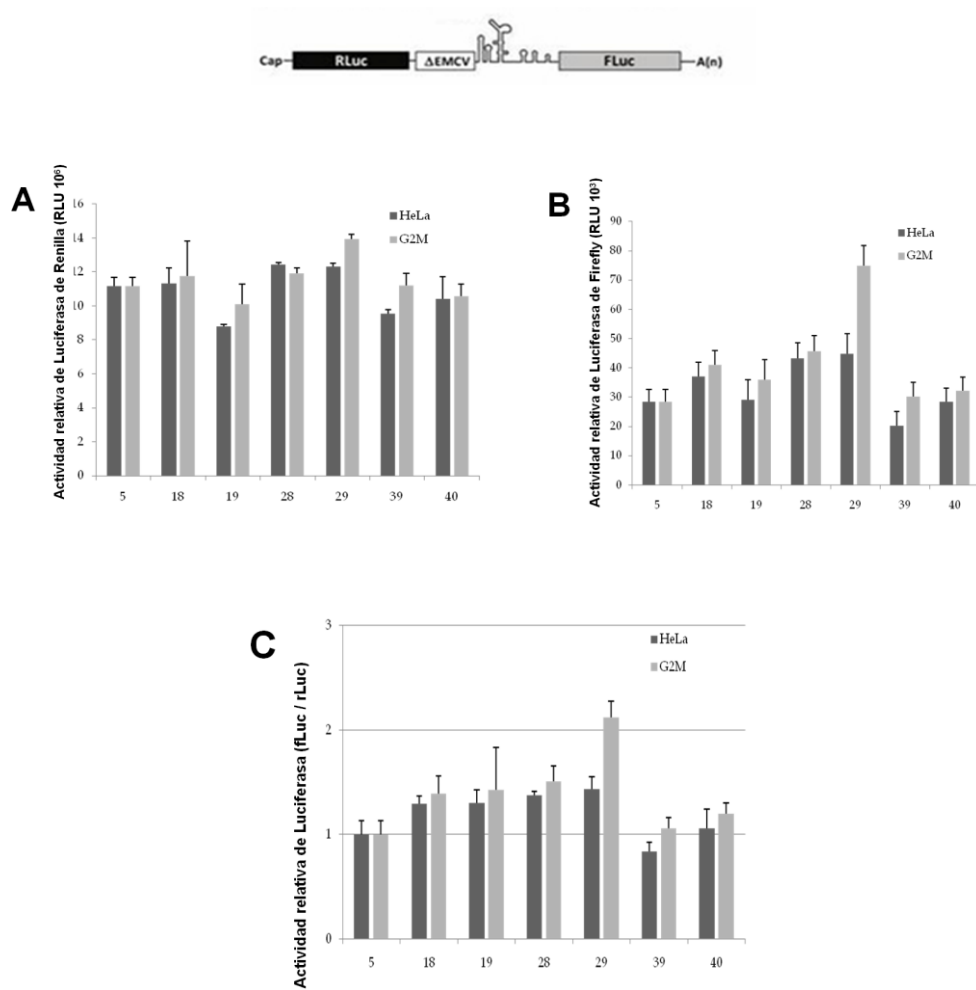 Cap
RLuc
ΔEMCV
FLuc
A(n)
A
Actividad relativa de Luciferasa de Renilla (RLU 10⁶)
16
14
12
10
8
6
4
2
0
HeLa
G2M
5 18 19 28 29 39 40
B
Actividad relativa de Luciferasa de Firefly (RLU 10³)
90
80
70
60
50
40
30
20
10
0
HeLa
G2M
5 18 19 28 29 39 40
C
Actividad relativa de Luciferasa (fLuc / rLuc)
3
2
1
0
HeLa
G2M
5 18 19 28 29 39 40